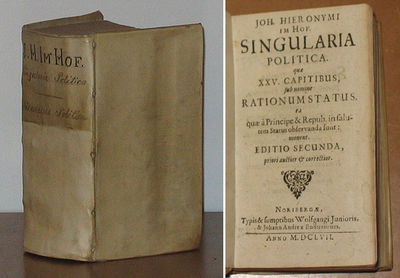 J. H. IM HOF.
Singularia Politica
Politica
JOH. HIERONYMI
IM HOF.
SINGULARIA
POLITICA.
quæ
XXV. CAPITIBUS,
sub nomine
RATIONUM STATUS.
ea
quæ à Principe & Repub. in salu-
tem Status observanda sunt;
monent.
EDITIO SECUNDA,
priori auctior & correctior.
NORIBERGÆ,
Typis & sumptibus Wolfgangi Junioris,
& Johann Andreæ Endterorum.
ANNO M.DCLVII.